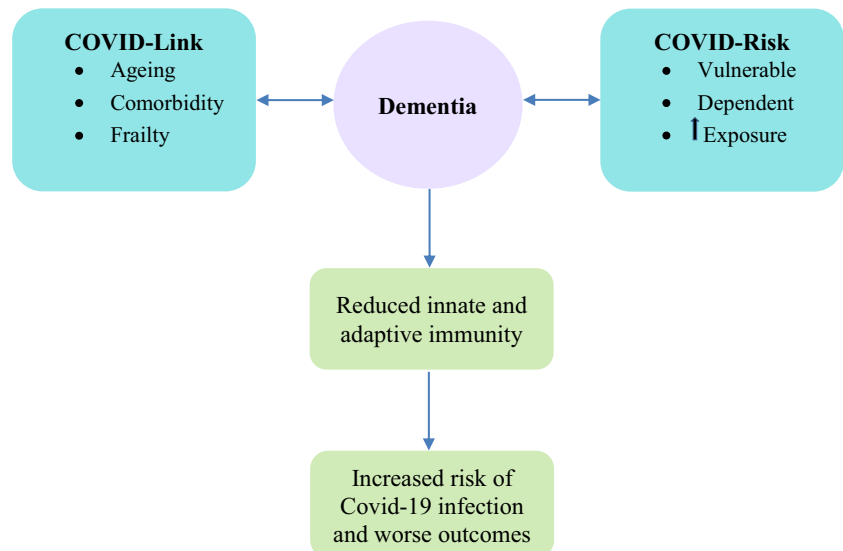 COVID-Link
• Ageing
• Comorbidity
• Frailty
Dementia
COVID-Risk
• Vulnerable
• Dependent
• ⬆Exposure
Reduced innate and
adaptive immunity
Increased risk of
Covid-19 infection
and worse outcomes